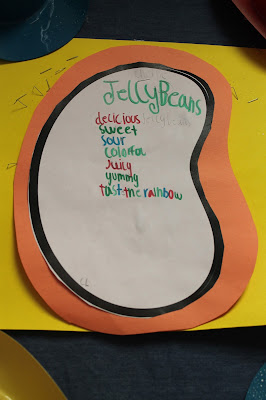 JellyBeans
delicious
sweet
sour
colorful
juicy
yummy
taste the rainbow